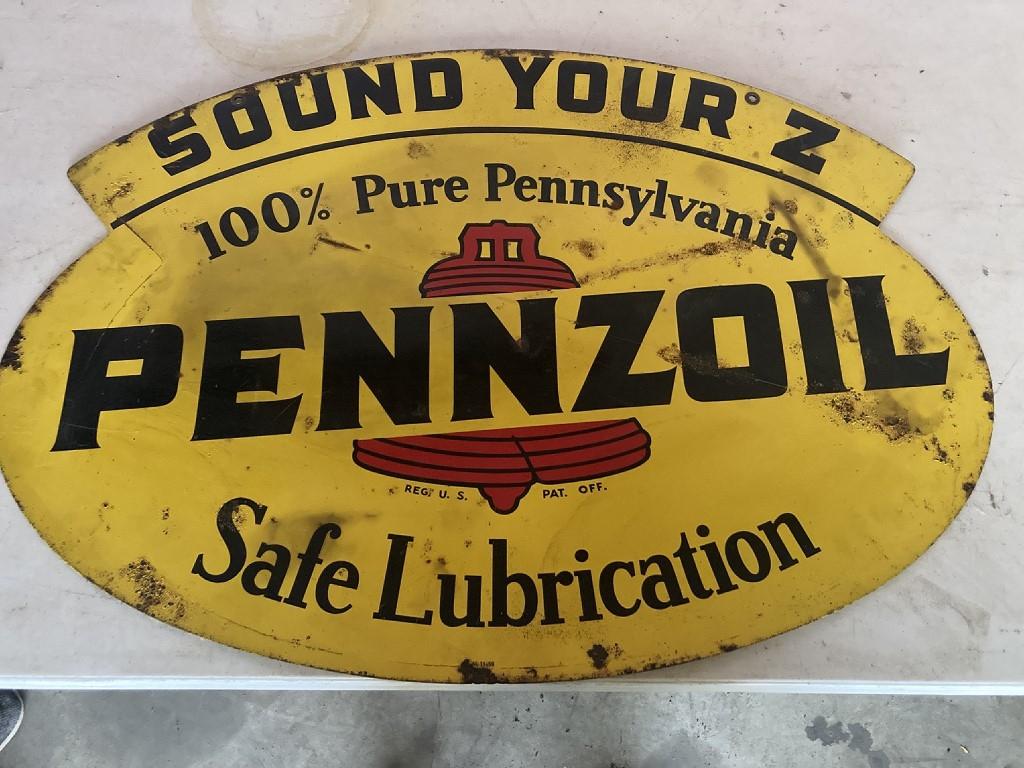 SOUND YOUR Z
100% Pure Pennsylvania
PENNZOIL
REG. U. S. PAT. OFF.
Safe Lubrication